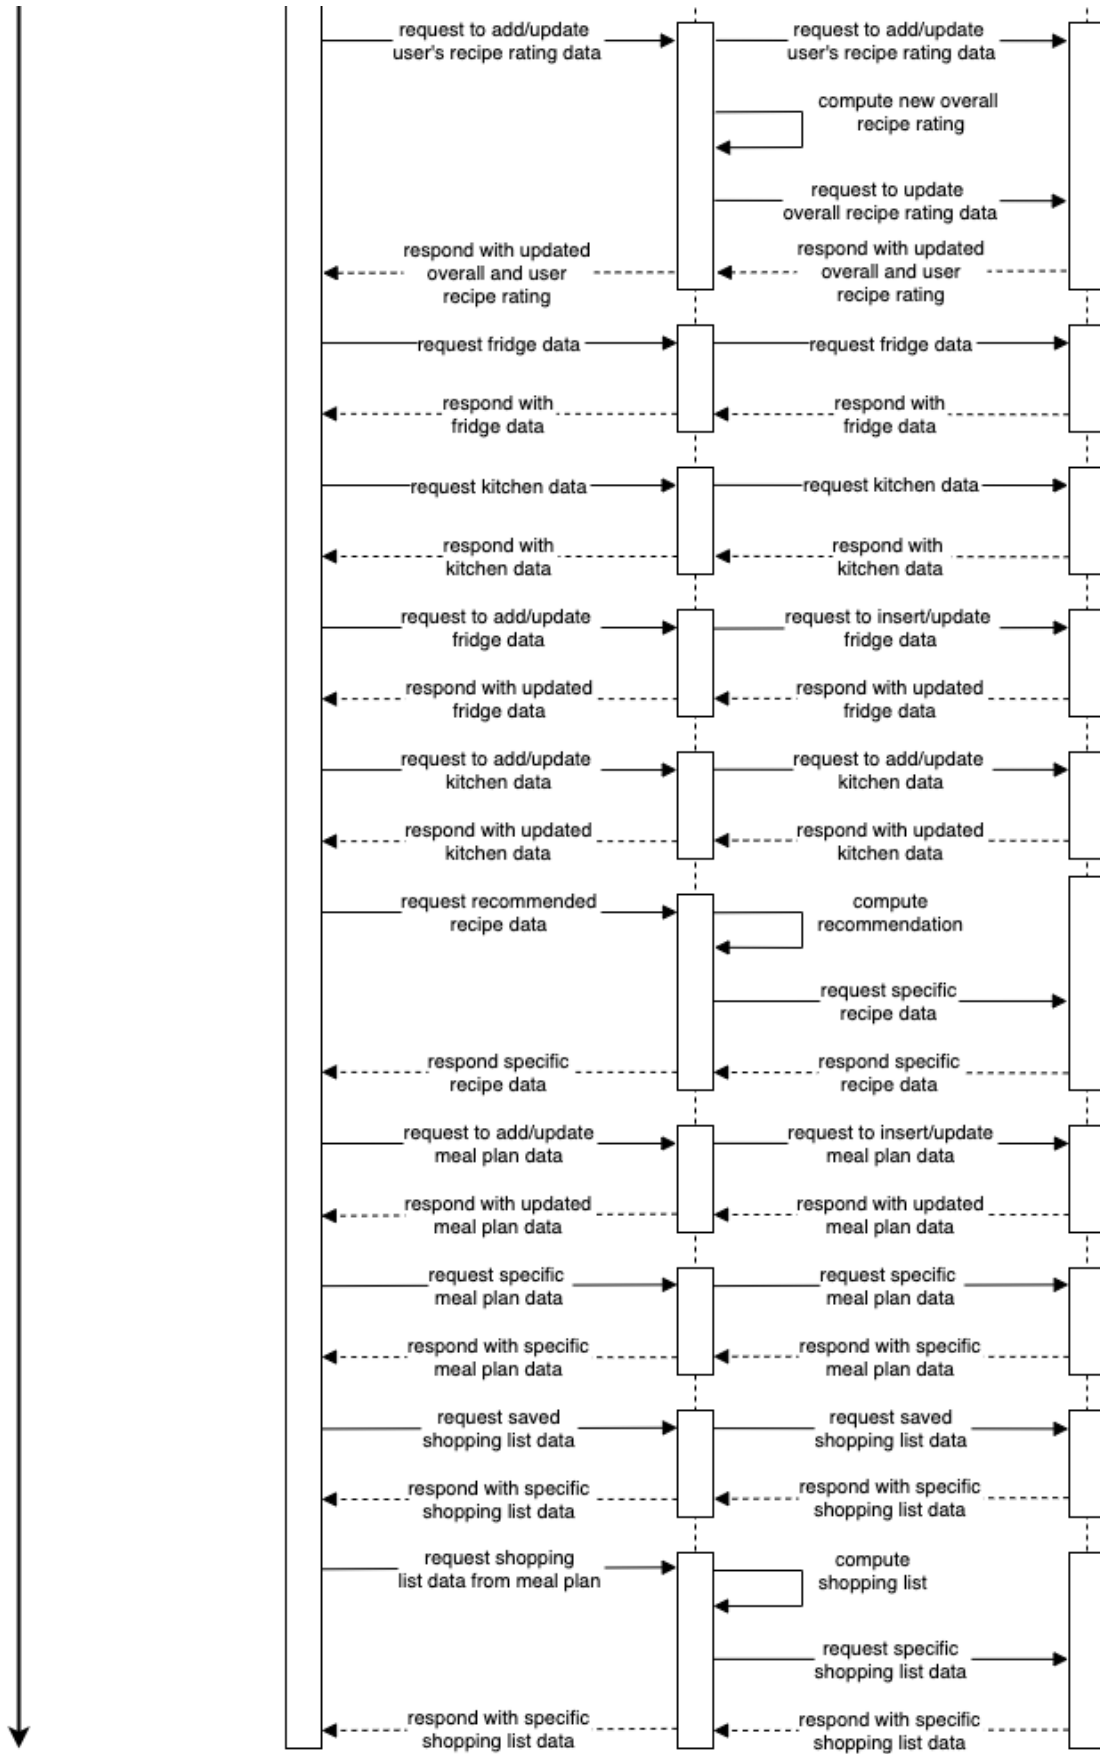 request to add/update
user's recipe rating data
request to add/update
user's recipe rating data
compute new overall
recipe rating
request to update
overall recipe rating data
respond with updated
overall and user
recipe rating
respond with updated
overall and user
recipe rating
request fridge data
request fridge data
respond with
fridge data
respond with
fridge data
request kitchen data
request kitchen data
respond with
kitchen data
respond with
kitchen data
request to add/update
fridge data
request to insert/update
fridge data
respond with updated
fridge data
respond with updated
fridge data
request to add/update
kitchen data
request to add/update
kitchen data
respond with updated
kitchen data
respond with updated
kitchen data
request recommended
recipe data
compute
recommendation
request specific
recipe data
respond specific
recipe data
respond specific
recipe data
request to add/update
meal plan data
request to insert/update
meal plan data
respond with updated
meal plan data
respond with updated
meal plan data
request specific
meal plan data
request specific
meal plan data
respond with specific
meal plan data
respond with specific
meal plan data
request saved
shopping list data
request saved
shopping list data
respond with specific
shopping list data
respond with specific
shopping list data
request shopping
list data from meal plan
compute
shopping list
request specific
shopping list data
respond with specific
shopping list data
respond with specific
shopping list data